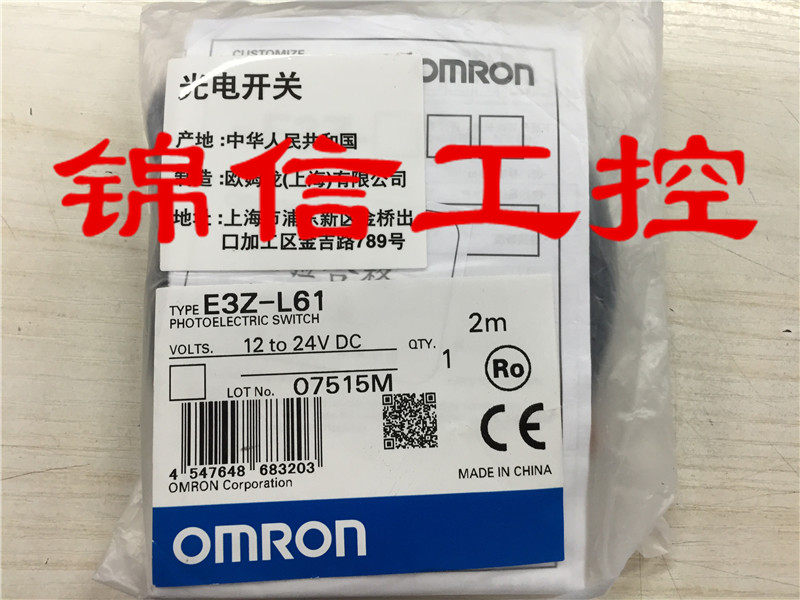 CUSTOMIZE
OMRON
光电开关
产地：中华人民共和国
制造：欧姆龙(上海)有限公司
地址：上海市浦东新区金桥出
口加工区金吉路789号
锦信工控
TYPE E3Z-L61
PHOTOELECTRIC SWITCH
2m
VOLTS. 12 to 24V DC QTY. 1
Ro
LOT No. 07515M
CE
4 547648 683203
OMRON Corporation
MADE IN CHINA
OMRON